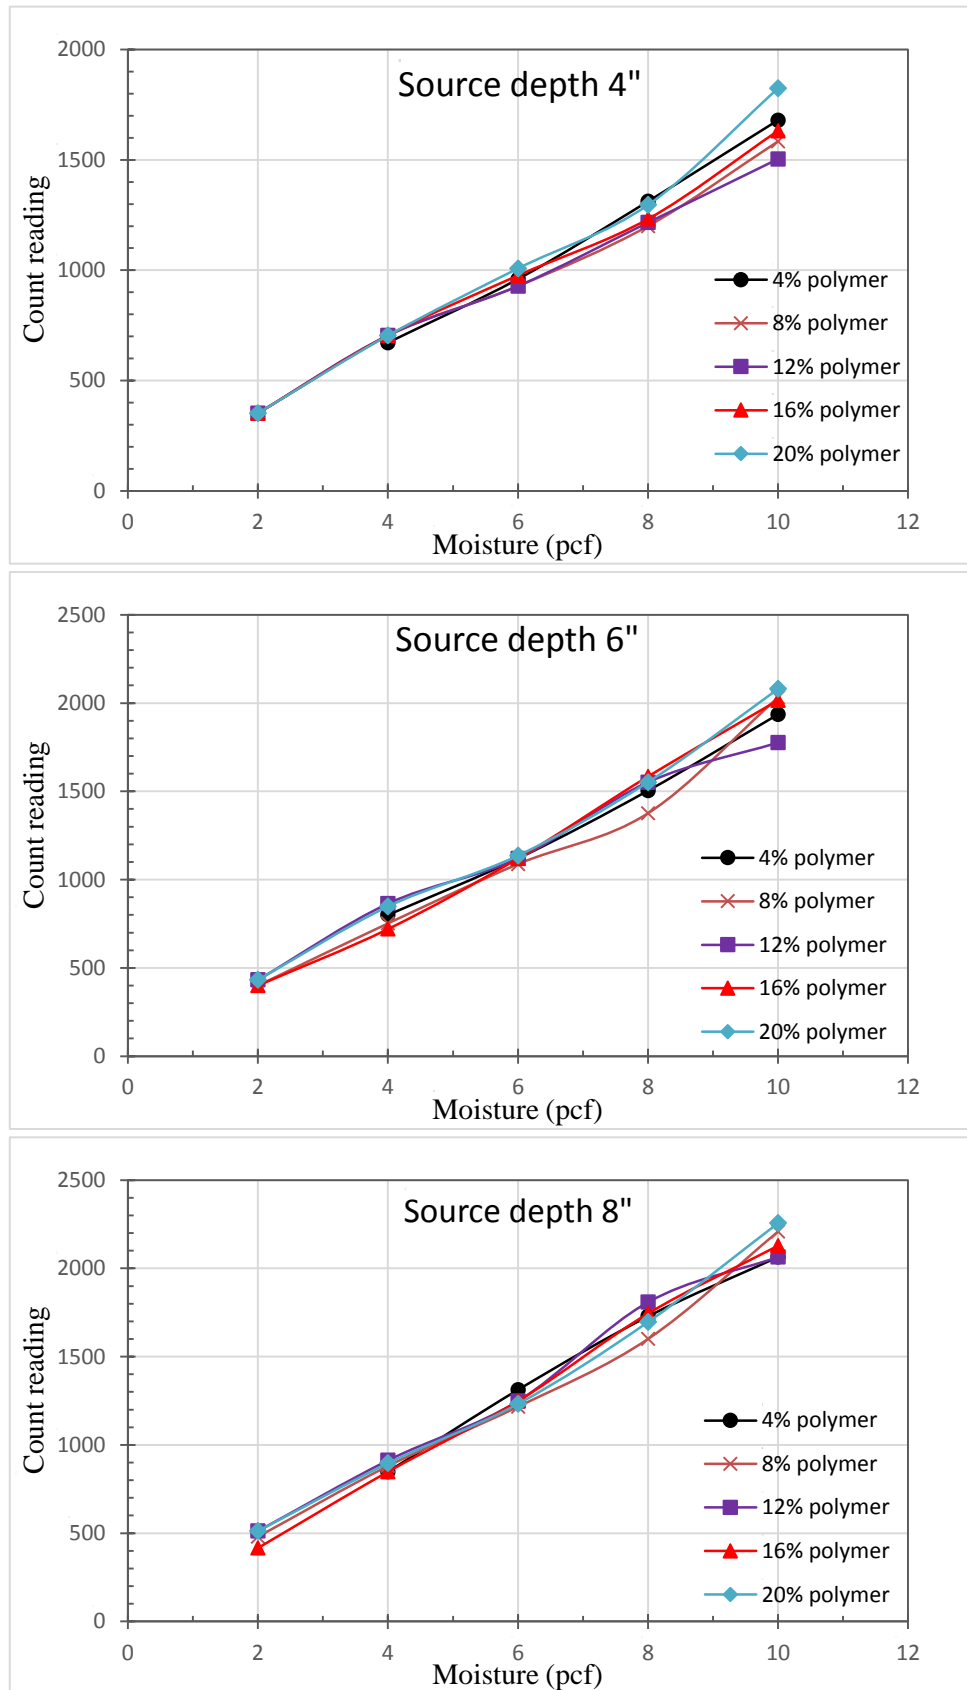 Source depth 4"
Count reading
2000
1500
1000
500
0
4% polymer
8% polymer
12% polymer
16% polymer
20% polymer
0 2 4 6 8 10 12
Moisture (pcf)
Source depth 6"
Count reading
2500
2000
1500
1000
500
0
4% polymer
8% polymer
12% polymer
16% polymer
20% polymer
0 2 4 6 8 10 12
Moisture (pcf)
Source depth 8"
Count reading
2500
2000
1500
1000
500
0
4% polymer
8% polymer
12% polymer
16% polymer
20% polymer
0 2 4 6 8 10 12
Moisture (pcf)